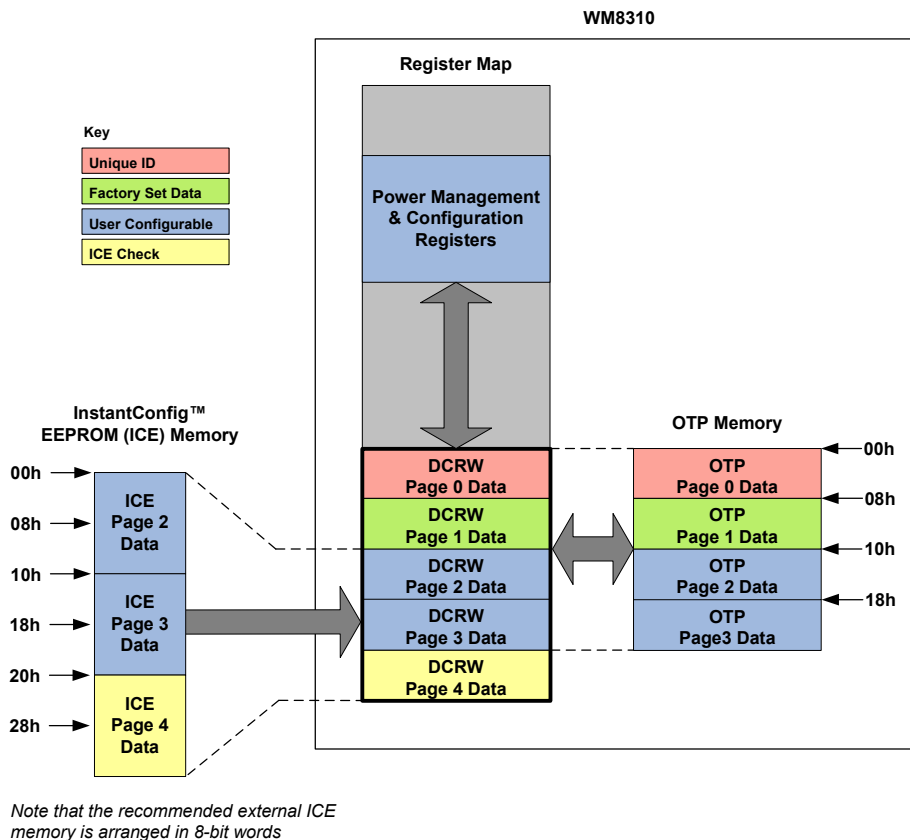 WM8310
Register Map
Key
Unique ID
Factory Set Data
User Configurable
ICE Check
Power Management
& Configuration
Registers
InstantConfig™
EEPROM (ICE) Memory
00h
08h
10h
18h
20h
28h
ICE
Page 2
Data
ICE
Page 3
Data
ICE
Page 4
Data
DCRW
Page 0 Data
DCRW
Page 1 Data
DCRW
Page 2 Data
DCRW
Page 3 Data
DCRW
Page 4 Data
OTP Memory
OTP
Page 0 Data
OTP
Page 1 Data
OTP
Page 2 Data
OTP
Page3 Data
00h
08h
10h
18h
Note that the recommended external ICE
memory is arranged in 8-bit words